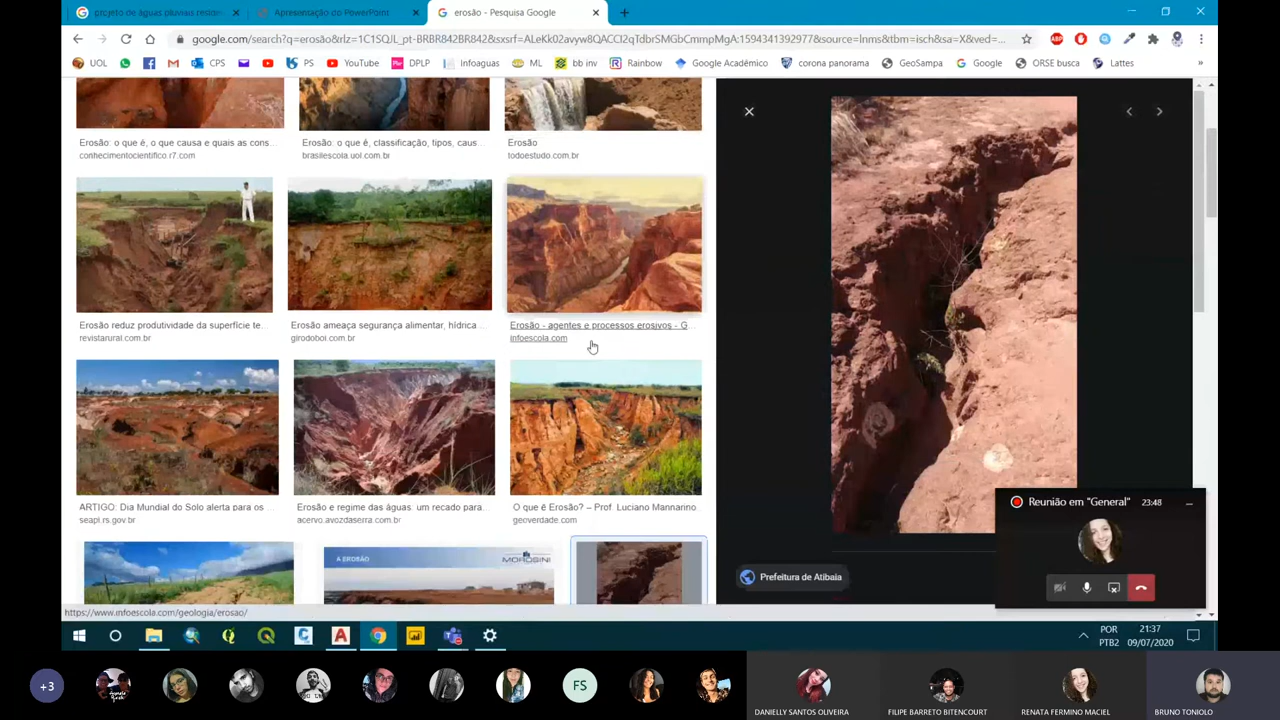 projeto de águas pluviais reston
Apresentação do PowerPoint
erosão - Pesquisa Google
google.com/search?q=erosão&rlz=1C1SQJL_pt-BRBR842BR842&sxsrf=ALeKk02avyw8QACCI2qTdbrSMGbCmmpMgA:1594341392977&source=lnms&tbm=isch&sa=X&ved=...
UOL
CPS
PS
YouTube
DPLP
Infoaguas
ML
bb inv
Rainbow
Google Acadêmico
corona panorama
GeoSampa
Google
ORSE busca
Lattes
»
Erosão: o que é, o que causa e quais as cons...
conhecimentocientifico.r7.com
Erosão: o que é, classificação, tipos, caus...
brasilescola.uol.com.br
Erosão
todoestudo.com.br
Erosão reduz produtividade da superfície te...
revistarural.com.br
Erosão ameaça segurança alimentar, hídrica ...
girodoboi.com.br
Erosão - agentes e processos erosivos - G...
infoescola.com
ARTIGO: Dia Mundial do Solo alerta para os ...
seapi.rs.gov.br
Erosão e regime das águas um recado para...
acervo.avozdaserra.com.br
O que é Erosão? – Prof. Luciano Mannarino
geoverdade.com
A EROSÃO
MOROSINI
Prefeitura de Atibaia
Reunião em "General"
23:48
https://www.infoescola.com/geologia/erosao/
POR
PTB2
21:37
09/07/2020
+3
FS
DANIELLY SANTOS OLIVEIRA
FILIPE BARRETO BITENCOURT
RENATA FERMINO MACIEL
BRUNO TONIOLO